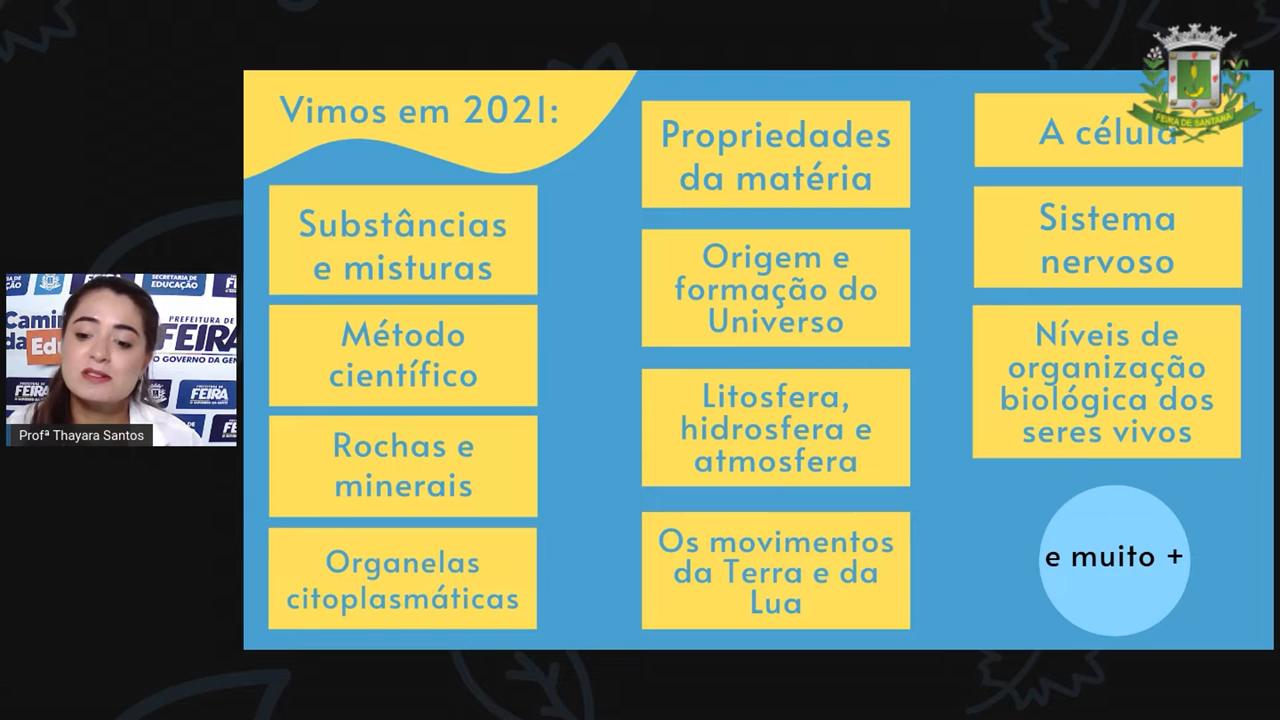 Vimos em 2021:
Substâncias
e misturas
Método
científico
Rochas e
minerais
Organelas
citoplasmáticas
Propriedades
da matéria
Origem e
formação do
Universo
Litosfera,
hidrosfera e
atmosfera
Os movimentos
da Terra e da
Lua
A célula
Sistema
nervoso
Níveis de
organização
biológica dos
seres vivos
e muito +
FEIRA DE SANTANA
SECRETARIA DE
EDUCAÇÃO
PREFEITURA DE
FEIRA
Profª Thayara Santos